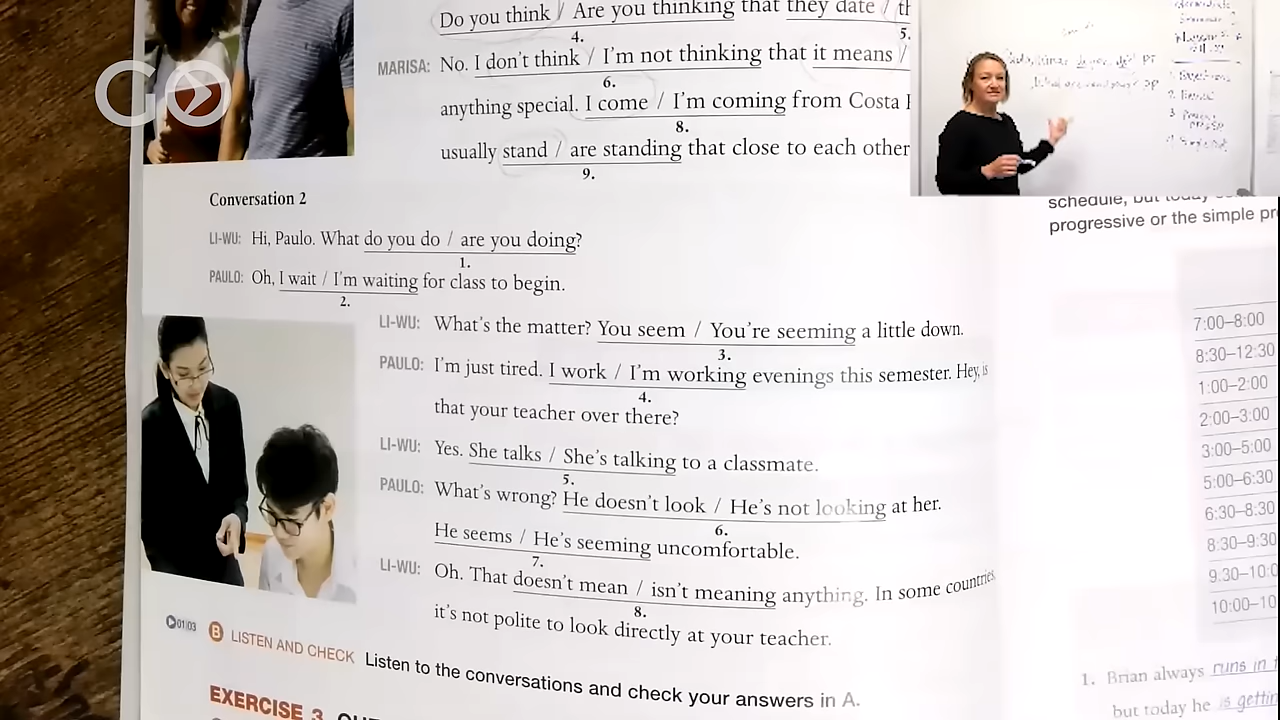 GO
Do you think / Are you thinking that they date /
4.
5.
MARISA: No. I don't think / I'm not thinking that it means /
6.
anything special. I come / I'm coming from Costa
8.
usually stand / are standing that close to each other
9.
Conversation 2
LI-WU: Hi, Paulo. What do you do / are you doing?
1.
PAULO: Oh, I wait / I'm waiting for class to begin.
2.
LI-WU: What's the matter? You seem / You're seeming a little down.
3.
PAULO: I'm just tired. I work / I'm working evenings this semester. Hey, is
4.
that your teacher over there?
LI-WU: Yes. She talks / She's talking to a classmate.
5.
PAULO: What's wrong? He doesn't look / He's not looking at her.
6.
He seems / He's seeming uncomfortable.
7.
LI-WU: Oh. That doesn't mean / isn't meaning anything. In some countries,
8.
it's not polite to look directly at your teacher.
01|03 B LISTEN AND CHECK Listen to the conversations and check your answers in A.
EXERCISE 3
schedule, but today
progressive or the simple
7:00–8:00
8:30–12:30
1:00–2:00
2:00–3:00
3:00–5:00
5:00–6:30
6:30–8:30
8:30–9:30
9:30–10:0
10:00–10
1. Brian always runs in
but today he is